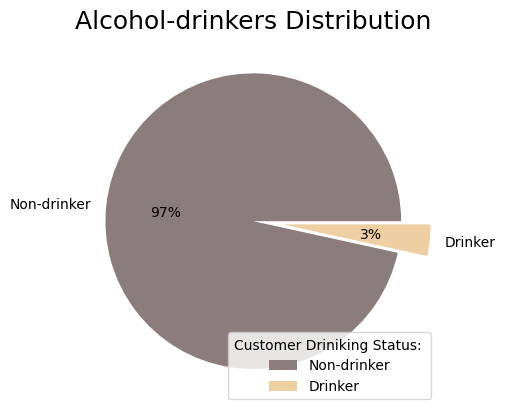 Alcohol-drinkers Distribution
Non-drinker
97%
3%
Drinker
Customer Driniking Status:
Non-drinker
Drinker